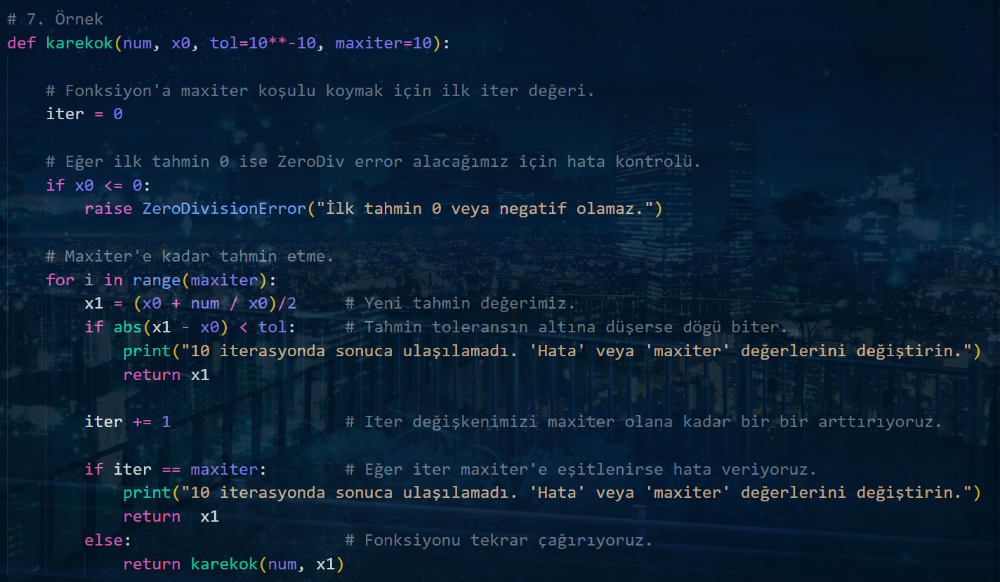 # 7. Örnek
def karekok(num, x0, tol=10**-10, maxiter=10):
# Fonksiyon'a maxiter koşulu koymak için ilk iter değeri.
iter = 0
# Eğer ilk tahmin 0 ise ZeroDiv error alacağımız için hata kontrolü.
if x0 <= 0:
raise ZeroDivisionError("İlk tahmin 0 veya negatif olamaz.")
# Maxiter'e kadar tahmin etme.
for i in range(maxiter):
x1 = (x0 + num / x0)/2 # Yeni tahmin değerimiz.
if abs(x1 - x0) < tol: # Tahmin toleransın altına düşerse dögü biter.
print("10 iterasyonda sonuca ulaşılamadı. 'Hata' veya 'maxiter' değerlerini değiştirin.")
return x1
iter += 1 # Iter değişkenimizi maxiter olana kadar bir bir arttırıyoruz.
if iter == maxiter: # Eğer iter maxiter'e eşitlenirse hata veriyoruz.
print("10 iterasyonda sonuca ulaşılamadı. 'Hata' veya 'maxiter' değerlerini değiştirin.")
return  x1
else: # Fonksiyonu tekrar çağırıyoruz.
return karekok(num, x1)